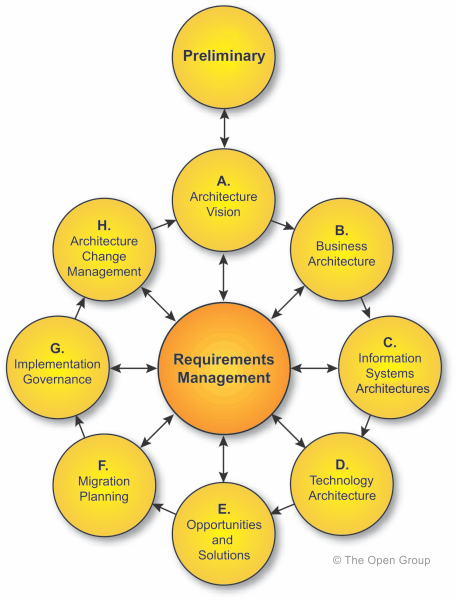 Preliminary
A.
Architecture
Vision
B.
Business
Architecture
C.
Information
Systems
Architectures
D.
Technology
Architecture
E.
Opportunities
and
Solutions
F.
Migration
Planning
G.
Implementation
Governance
H.
Architecture
Change
Management
Requirements
Management
© The Open Group